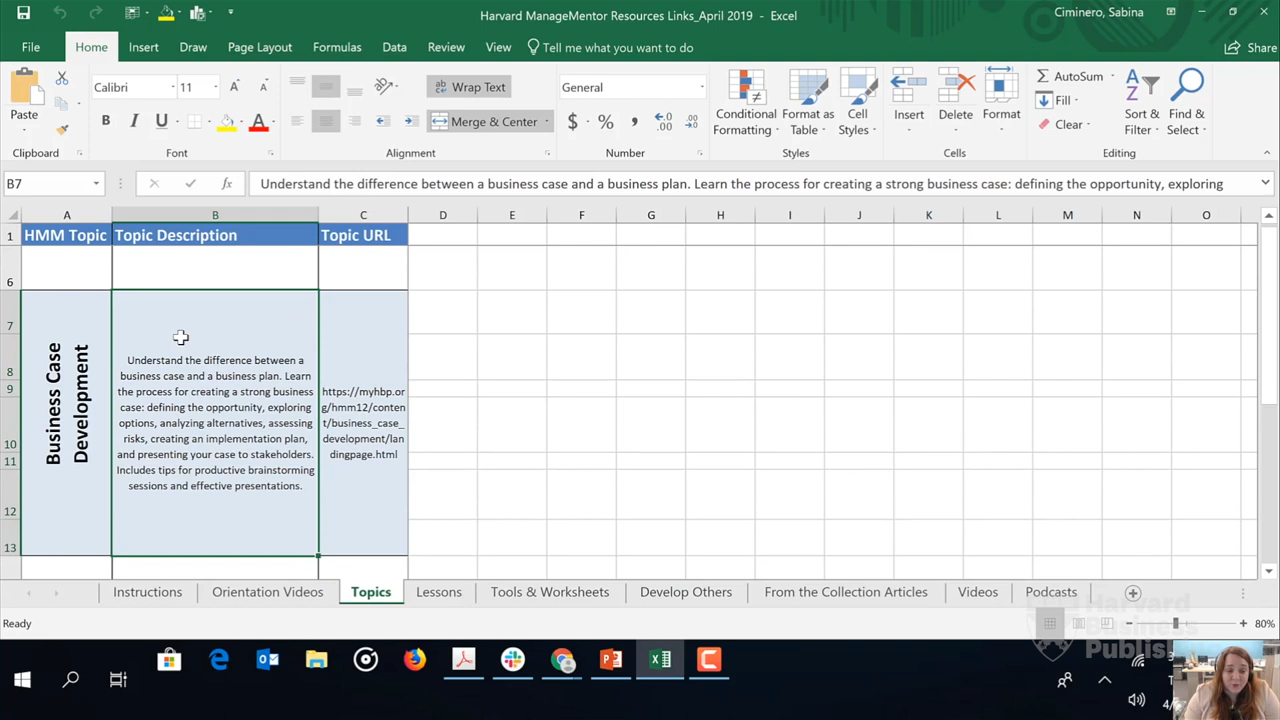 Harvard ManageMentor Resources Links_April 2019 - Excel
Ciminero, Sabina
File Home Insert Draw Page Layout Formulas Data Review View Tell me what you want to do Share
Paste
Calibri 11
B I U A
Wrap Text
Merge & Center
General
$ % ,
Conditional Formatting
Format as Table
Cell Styles
Insert
Delete
Format
AutoSum
Fill
Clear
Sort & Filter
Find & Select
Clipboard Font Alignment Number Styles Cells Editing
B7 fx Understand the difference between a business case and a business plan. Learn the process for creating a strong business case: defining the opportunity, exploring
A B C D E F G H I J K L M N O
1 HMM Topic Topic Description Topic URL
6
7
8
9
10
11
12
13
Business Case
Development
Understand the difference between a
business case and a business plan. Learn
the process for creating a strong business
case: defining the opportunity, exploring
options, analyzing alternatives, assessing
risks, creating an implementation plan,
and presenting your case to stakeholders.
Includes tips for productive brainstorming
sessions and effective presentations.
https://myhbp.or
g/hmm12/conten
t/business_case_
development/lan
dingpage.html
Instructions Orientation Videos Topics Lessons Tools & Worksheets Develop Others From the Collection Articles Videos Podcasts
Ready
80%
Harvard
Business